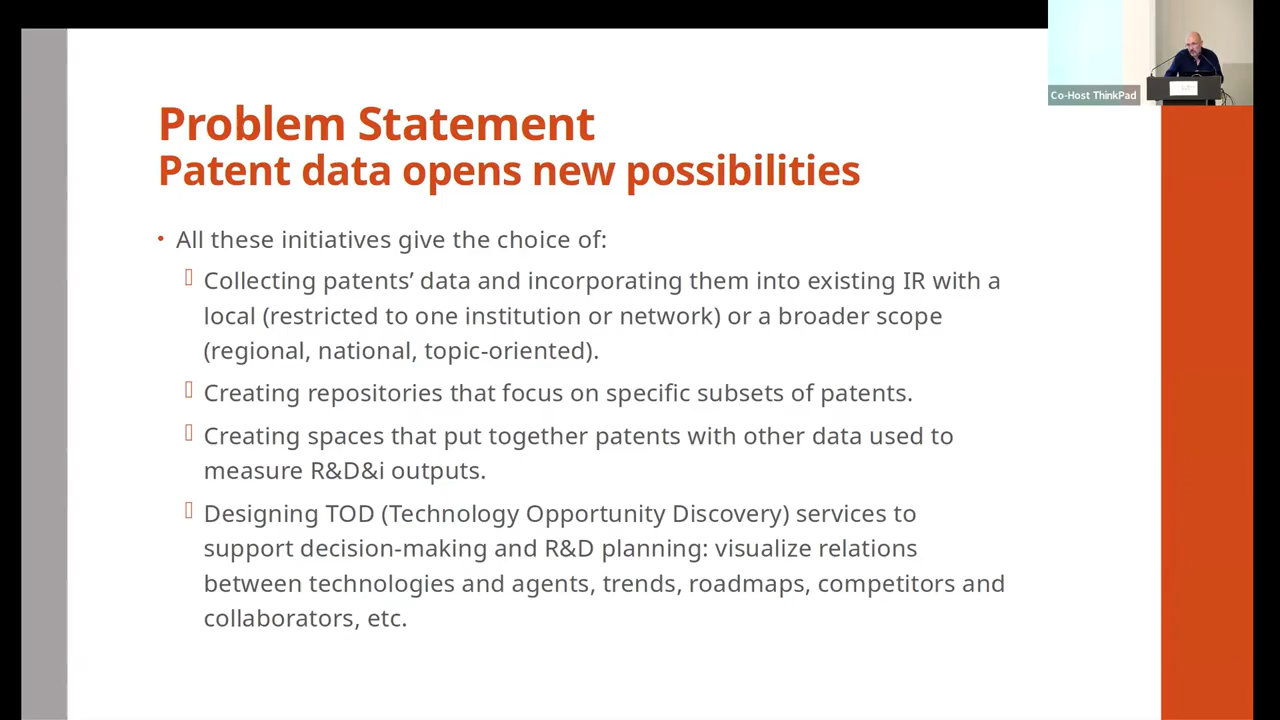 Co-Host ThinkPad
Problem Statement
Patent data opens new possibilities
• All these initiatives give the choice of:
Collecting patents’ data and incorporating them into existing IR with a
local (restricted to one institution or network) or a broader scope
(regional, national, topic-oriented).
Creating repositories that focus on specific subsets of patents.
Creating spaces that put together patents with other data used to
measure R&D&i outputs.
Designing TOD (Technology Opportunity Discovery) services to
support decision-making and R&D planning: visualize relations
between technologies and agents, trends, roadmaps, competitors and
collaborators, etc.